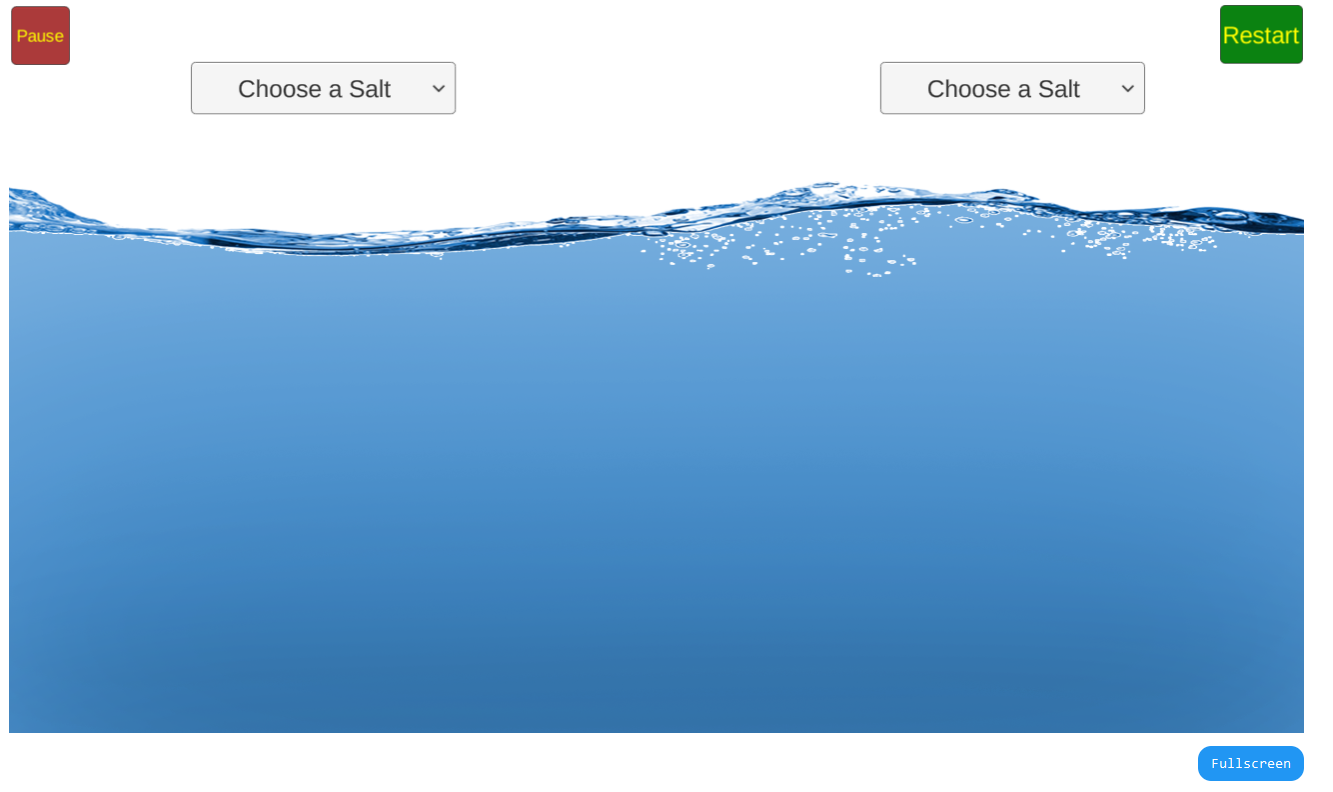 Pause
Restart
Choose a Salt
Choose a Salt
Fullscreen